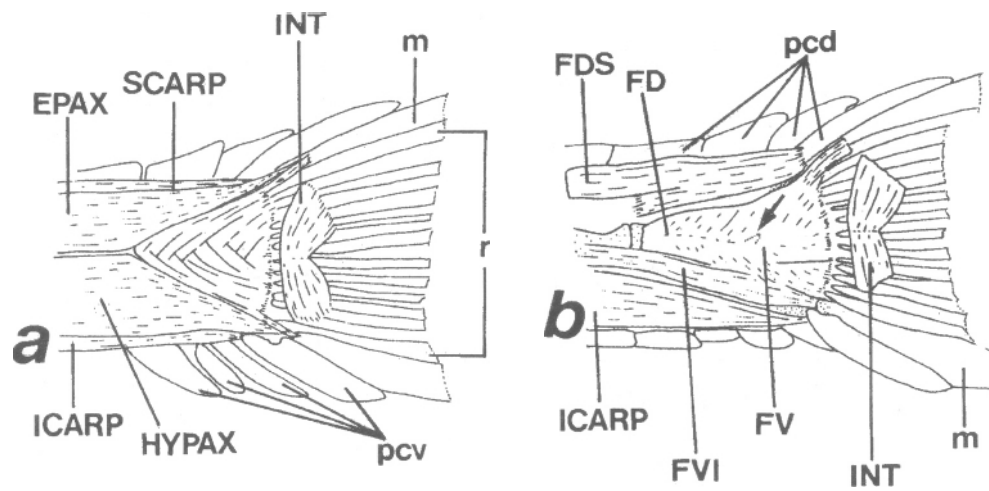 INT
m
SCARP
EPAX
r
a
ICARP
HYPAX
pcv
pcd
FDS
FD
b
ICARP
FV
FVI
INT
m